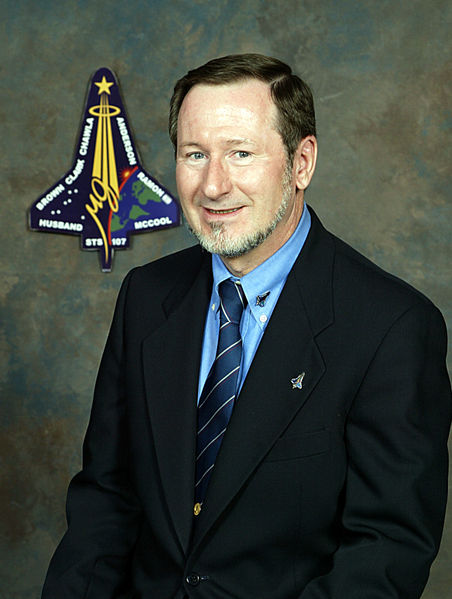 BROWN CLARK CHAWLA
ANDERSON
RAMON
HUSBAND
MCCOOL
STS 107